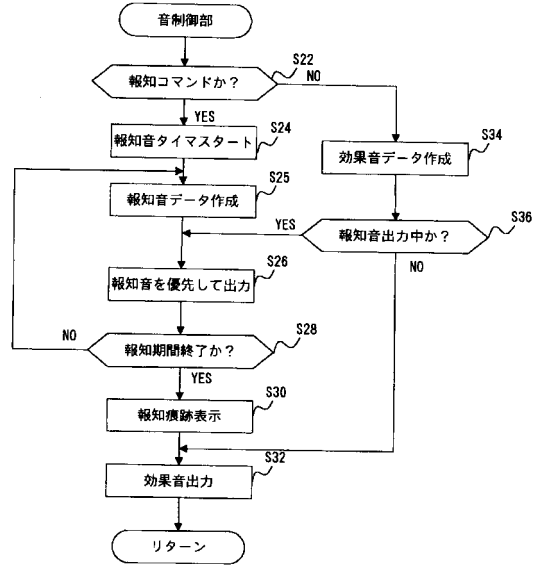 音制御部
S22
報知コマンドか?
NO
YES
S24
報知音タイマスタート
S34
効果音データ作成
S25
報知音データ作成
S36
YES
報知音出力中か?
NO
S26
報知音を優先して出力
S28
NO
報知期間終了か?
YES
S30
報知痕跡表示
S32
効果音出力
リターン